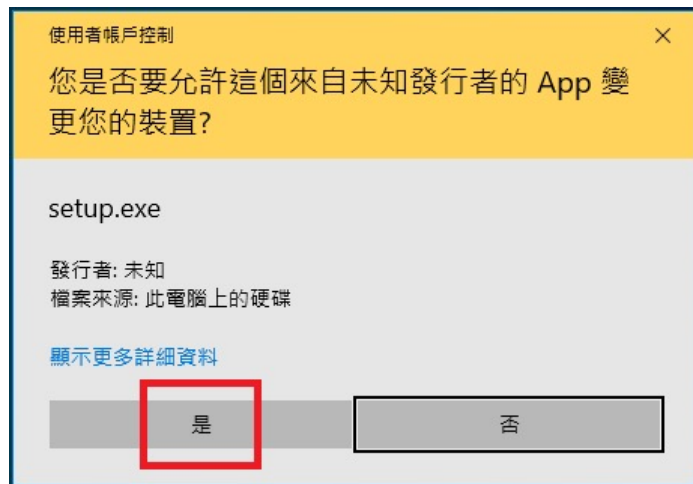 使用者帳戶控制
您是否要允許這個來自未知發行者的 App 變
更您的裝置?
setup.exe
發行者: 未知
檔案來源: 此電腦上的硬碟
顯示更多詳細資料
是
否